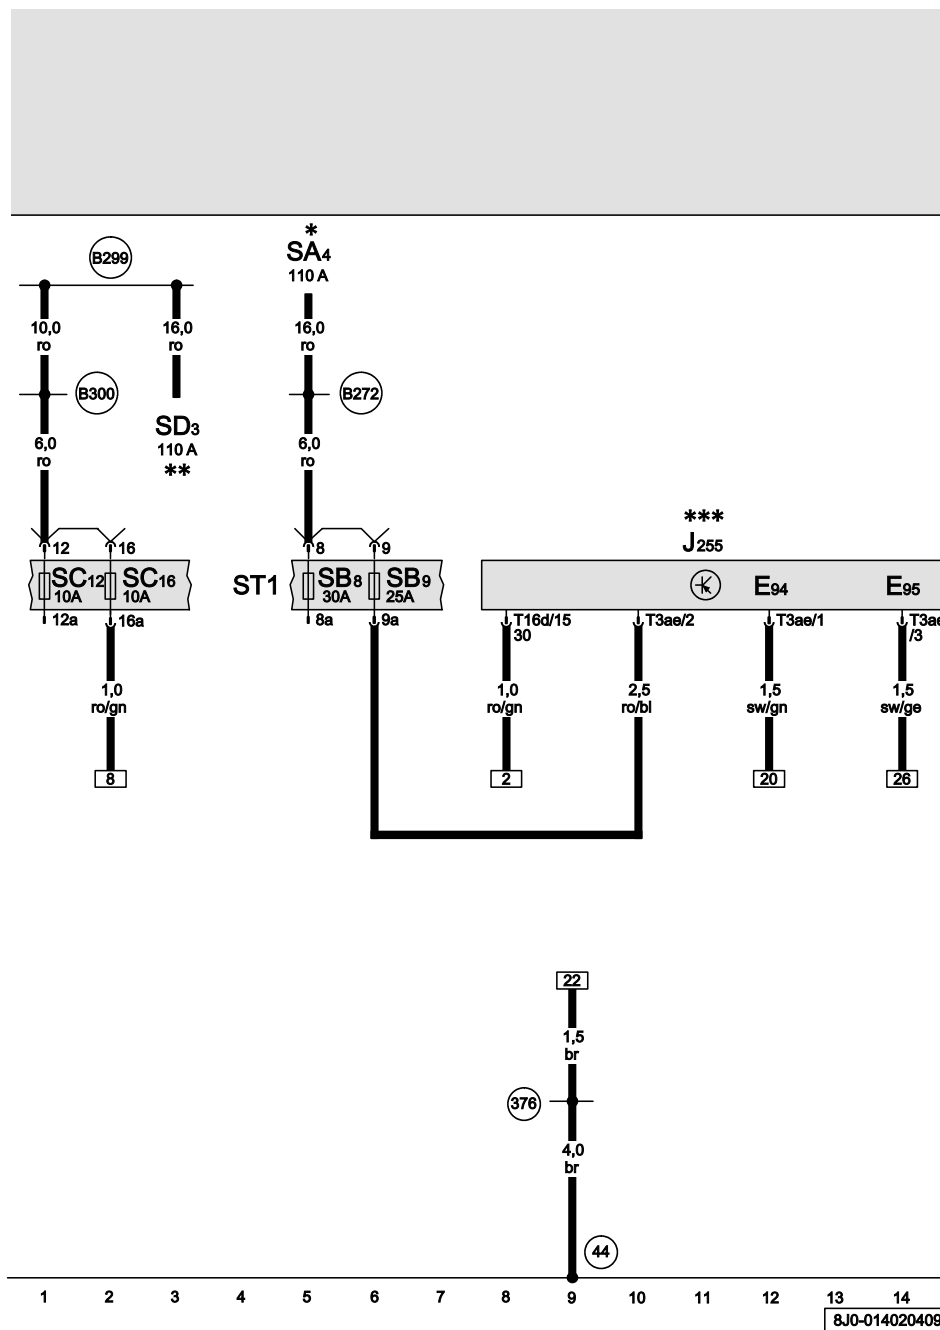 B299
*
SA4
110 A
10,0
ro
16,0
ro
16,0
ro
B300
B272
SD3
110 A
**
6,0
ro
6,0
ro
***
J255
12
16
8
9
SC12
10A
SC16
10A
ST1
SB8
30A
SB9
25A
E94
E95
12a
16a
8a
9a
T16d/15
30
T3ae/2
T3ae/1
T3ae
/3
1,0
ro/gn
1,0
ro/gn
2,5
ro/bl
1,5
sw/gn
1,5
sw/ge
8
2
20
26
22
1,5
br
376
4,0
br
44
1 2 3 4 5 6 7 8 9 10 11 12 13 14
8J0-014020409